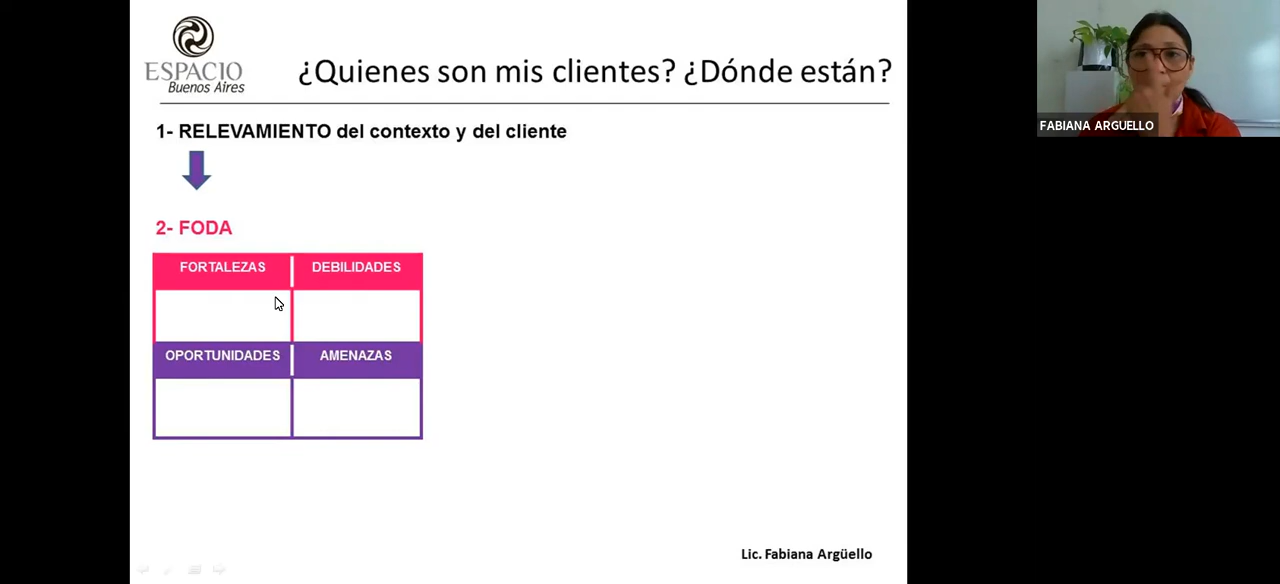 ESPACIO
Buenos Aires
¿Quienes son mis clientes? ¿Dónde están?
FABIANA ARGUELLO
1- RELEVAMIENTO del contexto y del cliente
2- FODA
FORTALEZAS DEBILIDADES
OPORTUNIDADES AMENAZAS
Lic. Fabiana Argüello